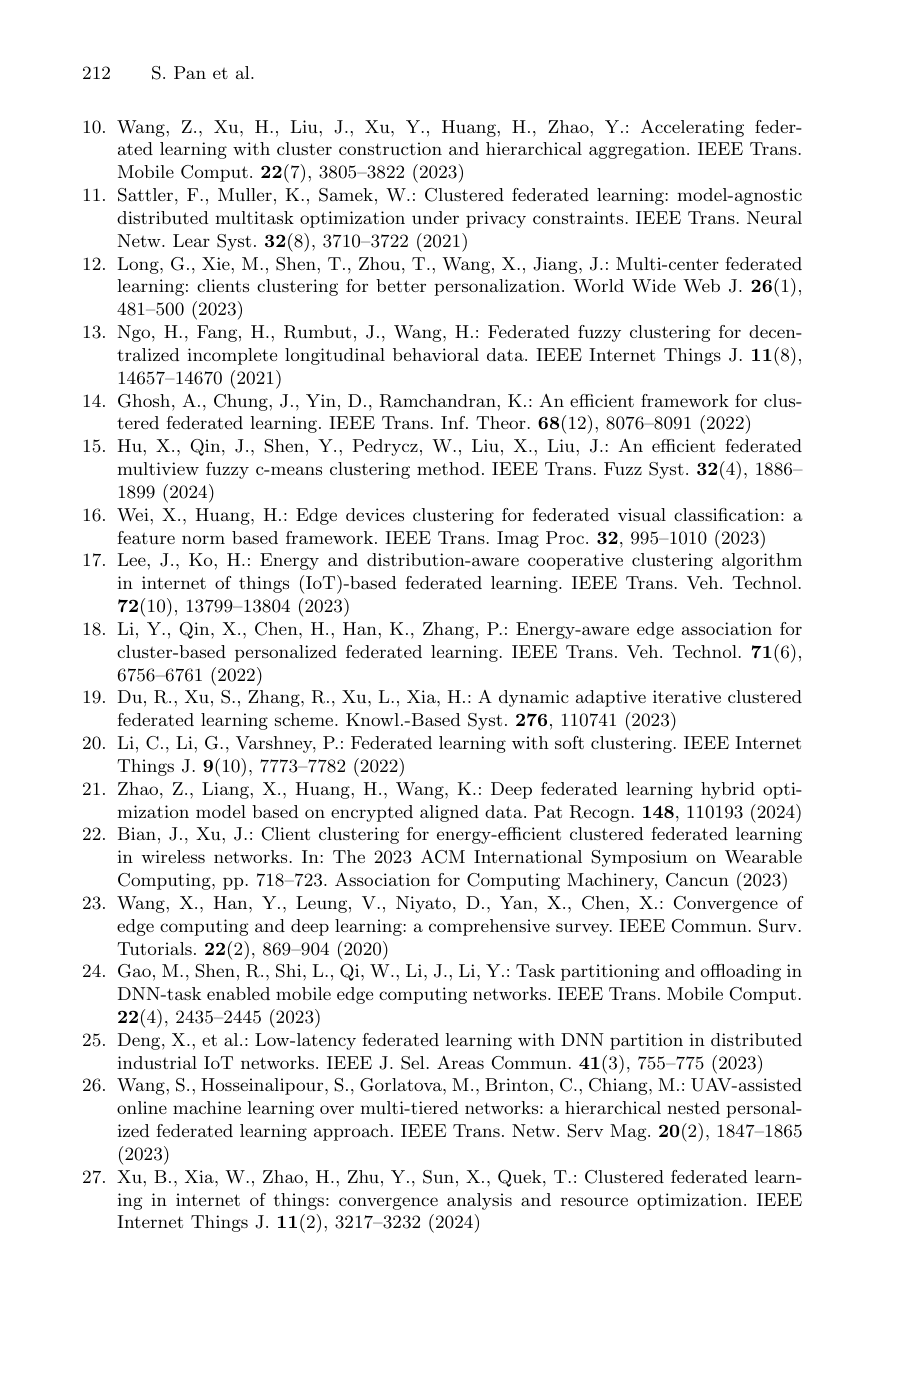 212 S. Pan et al.
10. Wang, Z., Xu, H., Liu, J., Xu, Y., Huang, H., Zhao, Y.: Accelerating feder-
ated learning with cluster construction and hierarchical aggregation. IEEE Trans.
Mobile Comput. 22(7), 3805–3822 (2023)
11. Sattler, F., Muller, K., Samek, W.: Clustered federated learning: model-agnostic
distributed multitask optimization under privacy constraints. IEEE Trans. Neural
Netw. Lear Syst. 32(8), 3710–3722 (2021)
12. Long, G., Xie, M., Shen, T., Zhou, T., Wang, X., Jiang, J.: Multi-center federated
learning: clients clustering for better personalization. World Wide Web J. 26(1),
481–500 (2023)
13. Ngo, H., Fang, H., Rumbut, J., Wang, H.: Federated fuzzy clustering for decen-
tralized incomplete longitudinal behavioral data. IEEE Internet Things J. 11(8),
14657–14670 (2021)
14. Ghosh, A., Chung, J., Yin, D., Ramchandran, K.: An efficient framework for clus-
tered federated learning. IEEE Trans. Inf. Theor. 68(12), 8076–8091 (2022)
15. Hu, X., Qin, J., Shen, Y., Pedrycz, W., Liu, X., Liu, J.: An efficient federated
multiview fuzzy c-means clustering method. IEEE Trans. Fuzz Syst. 32(4), 1886–
1899 (2024)
16. Wei, X., Huang, H.: Edge devices clustering for federated visual classification: a
feature norm based framework. IEEE Trans. Imag Proc. 32, 995–1010 (2023)
17. Lee, J., Ko, H.: Energy and distribution-aware cooperative clustering algorithm
in internet of things (IoT)-based federated learning. IEEE Trans. Veh. Technol.
72(10), 13799–13804 (2023)
18. Li, Y., Qin, X., Chen, H., Han, K., Zhang, P.: Energy-aware edge association for
cluster-based personalized federated learning. IEEE Trans. Veh. Technol. 71(6),
6756–6761 (2022)
19. Du, R., Xu, S., Zhang, R., Xu, L., Xia, H.: A dynamic adaptive iterative clustered
federated learning scheme. Knowl.-Based Syst. 276, 110741 (2023)
20. Li, C., Li, G., Varshney, P.: Federated learning with soft clustering. IEEE Internet
Things J. 9(10), 7773–7782 (2022)
21. Zhao, Z., Liang, X., Huang, H., Wang, K.: Deep federated learning hybrid opti-
mization model based on encrypted aligned data. Pat Recogn. 148, 110193 (2024)
22. Bian, J., Xu, J.: Client clustering for energy-efficient clustered federated learning
in wireless networks. In: The 2023 ACM International Symposium on Wearable
Computing, pp. 718–723. Association for Computing Machinery, Cancun (2023)
23. Wang, X., Han, Y., Leung, V., Niyato, D., Yan, X., Chen, X.: Convergence of
edge computing and deep learning: a comprehensive survey. IEEE Commun. Surv.
Tutorials. 22(2), 869–904 (2020)
24. Gao, M., Shen, R., Shi, L., Qi, W., Li, J., Li, Y.: Task partitioning and offloading in
DNN-task enabled mobile edge computing networks. IEEE Trans. Mobile Comput.
22(4), 2435–2445 (2023)
25. Deng, X., et al.: Low-latency federated learning with DNN partition in distributed
industrial IoT networks. IEEE J. Sel. Areas Commun. 41(3), 755–775 (2023)
26. Wang, S., Hosseinalipour, S., Gorlatova, M., Brinton, C., Chiang, M.: UAV-assisted
online machine learning over multi-tiered networks: a hierarchical nested personal-
ized federated learning approach. IEEE Trans. Netw. Serv Mag. 20(2), 1847–1865
(2023)
27. Xu, B., Xia, W., Zhao, H., Zhu, Y., Sun, X., Quek, T.: Clustered federated learn-
ing in internet of things: convergence analysis and resource optimization. IEEE
Internet Things J. 11(2), 3217–3232 (2024)